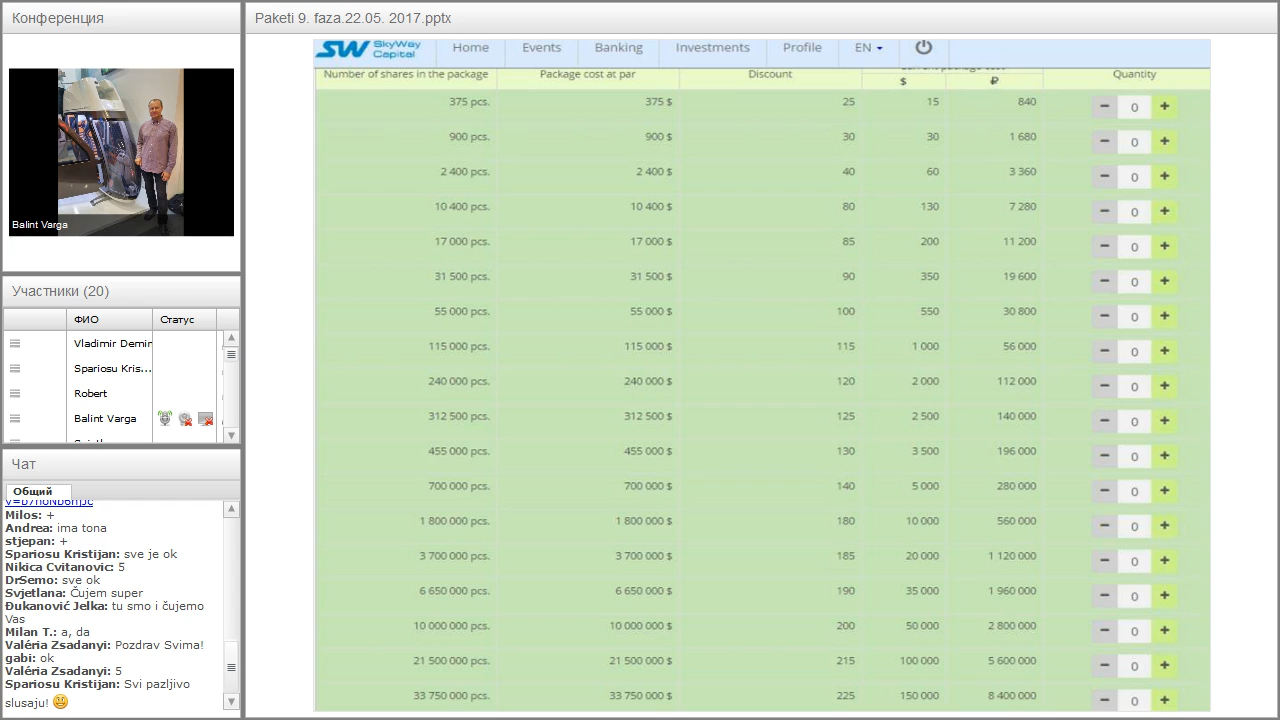 Конференция
Balint Varga
Участники (20)
ФИО Статус
Vladimir Demin
Spariosu Kris...
Robert
Balint Varga
Чат
Общий
Milos: +
Andrea: ima tona
stjepan: +
Spariosu Kristijan: sve je ok
Nikica Cvitanovic: 5
DrSemo: sve ok
Svjetlana: Čujem super
Đukanović Jelka: tu smo i čujemo
Vas
Milan T.: a, da
Valéria Zsadanyi: Pozdrav Svima!
gabi: ok
Valéria Zsadanyi: 5
Spariosu Kristijan: Svi pazljivo
slusaju!
Paketi 9. faza.22.05. 2017.pptx
SW SkyWay Capital Home Events Banking Investments Profile EN
Number of shares in the package Package cost at par Discount $ ₽ Quantity
375 pcs. 375 $ 25 15 840 − 0 +
900 pcs. 900 $ 30 30 1 680 − 0 +
2 400 pcs. 2 400 $ 40 60 3 360 − 0 +
10 400 pcs. 10 400 $ 80 130 7 280 − 0 +
17 000 pcs. 17 000 $ 85 200 11 200 − 0 +
31 500 pcs. 31 500 $ 90 350 19 600 − 0 +
55 000 pcs. 55 000 $ 100 550 30 800 − 0 +
115 000 pcs. 115 000 $ 115 1 000 56 000 − 0 +
240 000 pcs. 240 000 $ 120 2 000 112 000 − 0 +
312 500 pcs. 312 500 $ 125 2 500 140 000 − 0 +
455 000 pcs. 455 000 $ 130 3 500 196 000 − 0 +
700 000 pcs. 700 000 $ 140 5 000 280 000 − 0 +
1 800 000 pcs. 1 800 000 $ 180 10 000 560 000 − 0 +
3 700 000 pcs. 3 700 000 $ 185 20 000 1 120 000 − 0 +
6 650 000 pcs. 6 650 000 $ 190 35 000 1 960 000 − 0 +
10 000 000 pcs. 10 000 000 $ 200 50 000 2 800 000 − 0 +
21 500 000 pcs. 21 500 000 $ 215 100 000 5 600 000 − 0 +
33 750 000 pcs. 33 750 000 $ 225 150 000 8 400 000 − 0 +